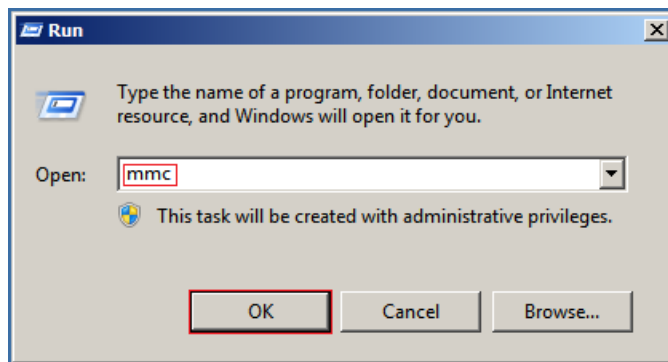 Run
Type the name of a program, folder, document, or Internet
resource, and Windows will open it for you.
Open: mmc
This task will be created with administrative privileges.
OK Cancel Browse...